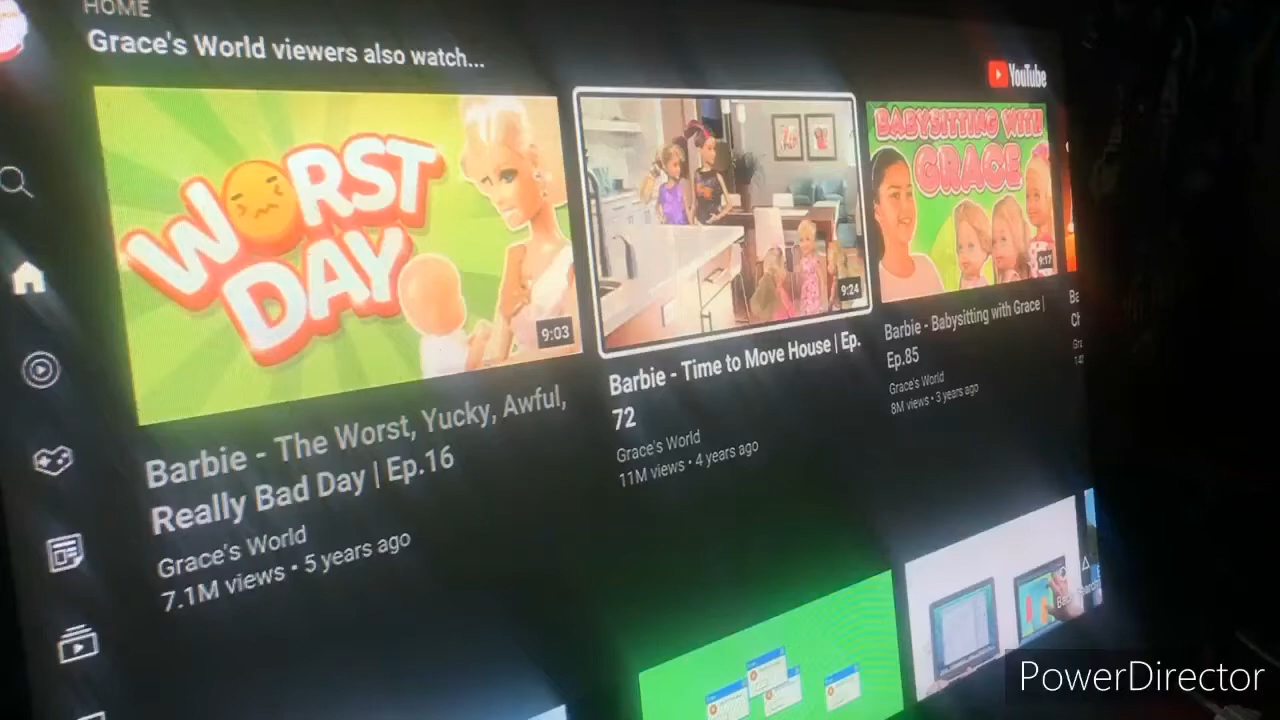 HOME
Grace's World viewers also watch...
YouTube
WORST
DAY
9:03
9:24
BABYSITTING WITH
GRACE
9:17
Barbie - The Worst, Yucky, Awful,
Really Bad Day | Ep.16
Grace's World
7.1M views • 5 years ago
Barbie - Time to Move House | Ep.
72
Grace's World
11M views • 4 years ago
Barbie - Babysitting with Grace |
Ep.85
Grace's World
8M views • 3 years ago
Ba
Ch
Gra
PowerDirector